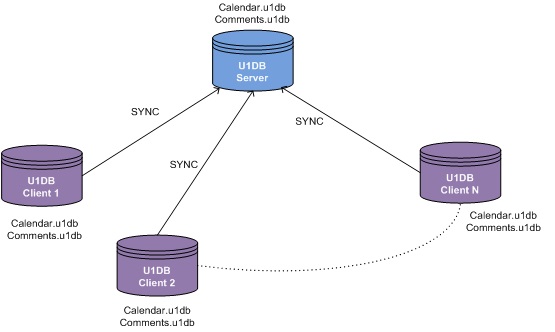 Calendar.u1db
Comments.u1db
U1DB
Server
SYNC
SYNC
SYNC
U1DB
Client 1
Calendar.u1db
Comments.u1db
U1DB
Client N
Calendar.u1db
Comments.u1db
U1DB
Client 2
Calendar.u1db
Comments.u1db